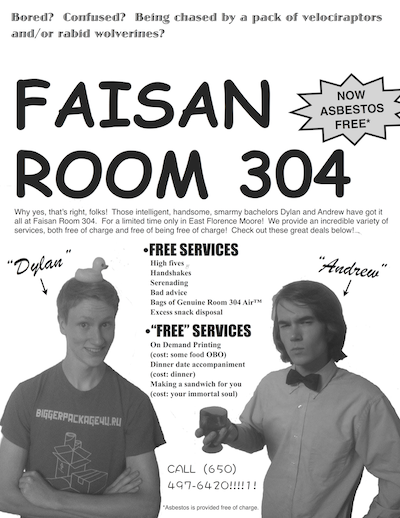 Bored?  Confused?  Being chased by a pack of velociraptors
and/or rabid wolverines?
FAISAN
ROOM 304
NOW
ASBESTOS
FREE*
Why yes, that's right, folks!  Those intelligent, handsome, smarmy bachelors Dylan and Andrew have got it
all at Faisan Room 304.  For a limited time only in East Florence Moore!  We provide an incredible variety of
services, both free of charge and free of being free of charge!  Check out these great deals below!...
"Dylan"
"Andrew"
•FREE SERVICES
High fives
Handshakes
Serenading
Bad advice
Bags of Genuine Room 304 Air™
Excess snack disposal
•"FREE" SERVICES
On Demand Printing
(cost: some food OBO)
Dinner date accompaniment
(cost: dinner)
Making a sandwich for you
(cost: your immortal soul)
BIGGERPACKAGE4U.RU
CALL (650)
497-6420!!!!1!
*Asbestos is provided free of charge.